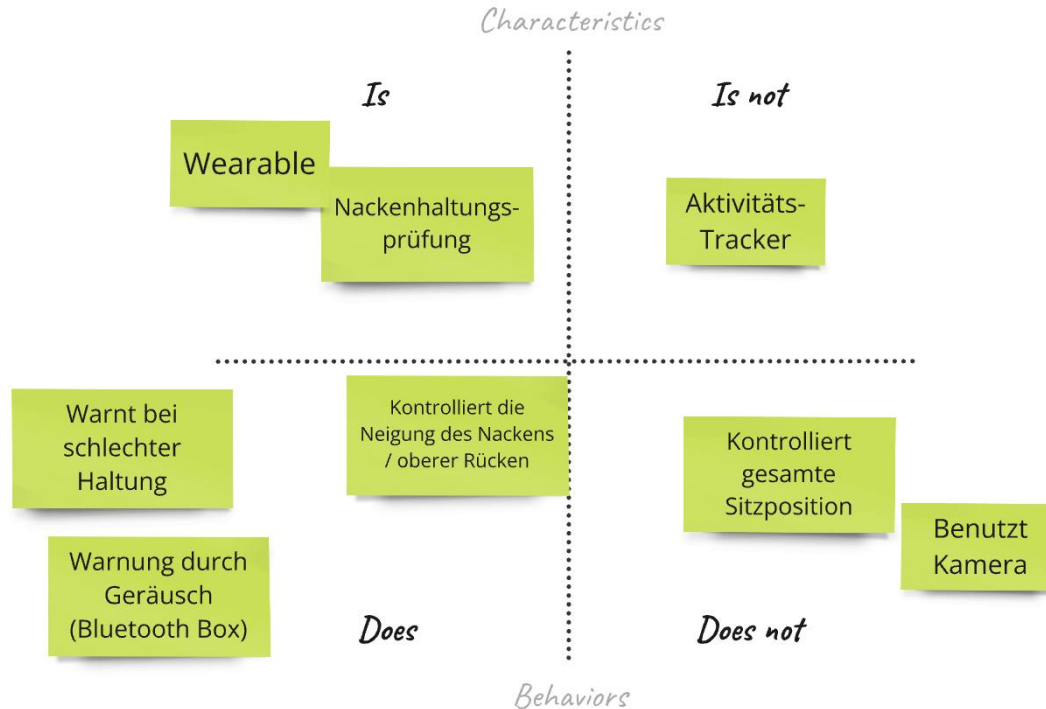 Characteristics
Is
Is not
Wearable
Nackenhaltungs-
prüfung
Aktivitäts-
Tracker
Warnt bei
schlechter
Haltung
Kontrolliert die
Neigung des Nackens
/ oberer Rücken
Kontrolliert
gesamte
Sitzposition
Benutzt
Kamera
Warnung durch
Geräusch
(Bluetooth Box)
Does
Does not
Behaviors